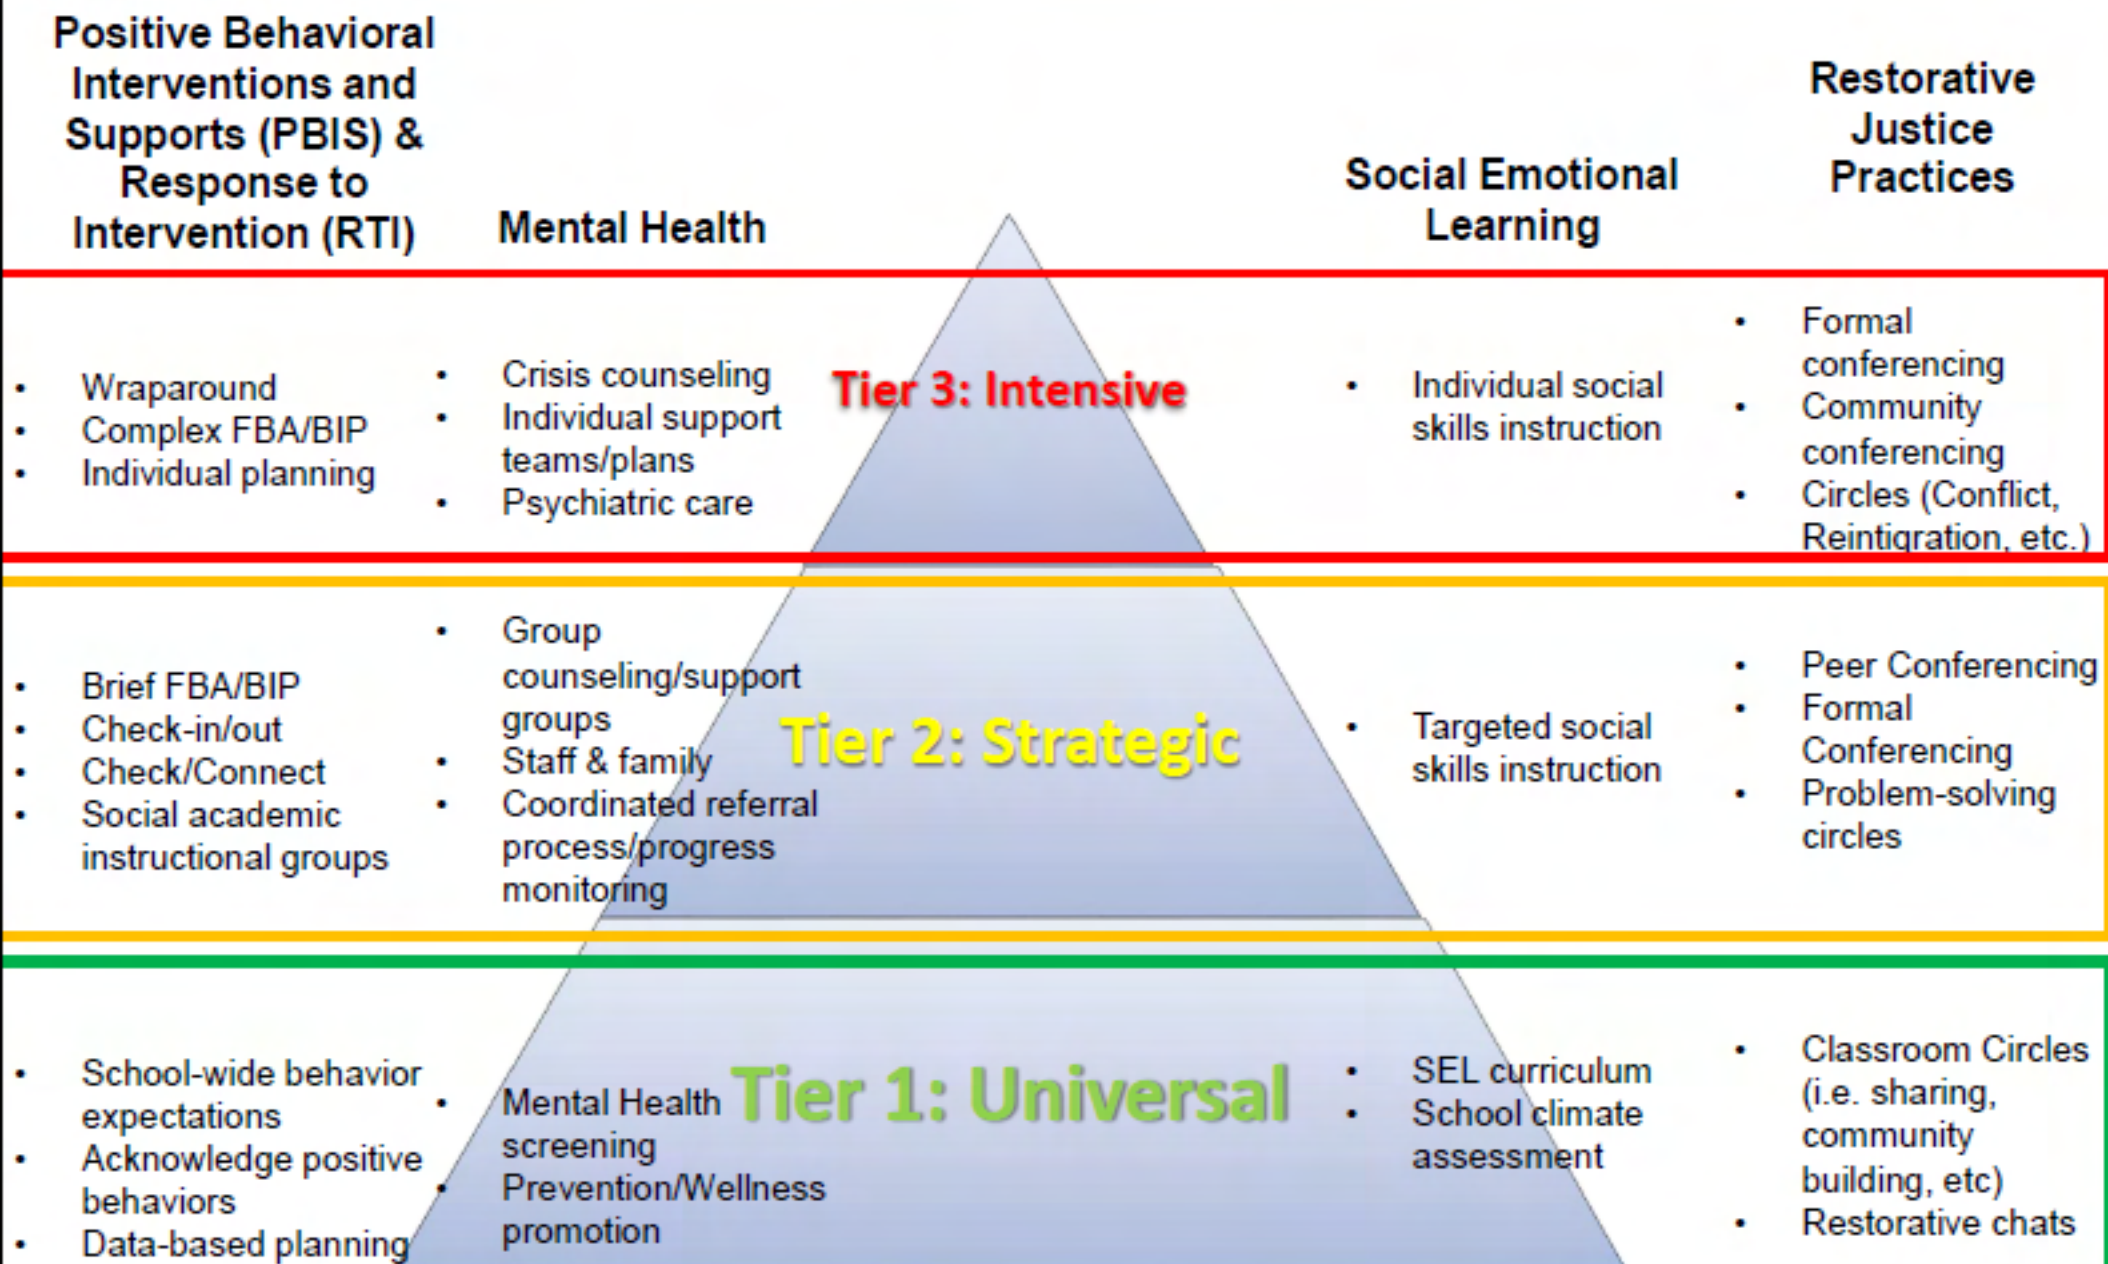 Positive Behavioral
Interventions and
Supports (PBIS) &
Response to
Intervention (RTI)
Mental Health
Social Emotional
Learning
Restorative
Justice
Practices
• Wraparound
• Complex FBA/BIP
• Individual planning
• Crisis counseling
• Individual support
teams/plans
• Psychiatric care
Tier 3: Intensive
• Individual social
skills instruction
• Formal
conferencing
• Community
conferencing
• Circles (Conflict,
Reintigration, etc.)
• Brief FBA/BIP
• Check-in/out
• Check/Connect
• Social academic
instructional groups
• Group
counseling/support
groups
• Staff & family
• Coordinated referral
process/progress
monitoring
Tier 2: Strategic
• Targeted social
skills instruction
• Peer Conferencing
• Formal
Conferencing
• Problem-solving
circles
• School-wide behavior
expectations
• Acknowledge positive
behaviors
• Data-based planning
• Mental Health
screening
• Prevention/Wellness
promotion
Tier 1: Universal
• SEL curriculum
• School climate
assessment
• Classroom Circles
(i.e. sharing,
community
building, etc)
• Restorative chats